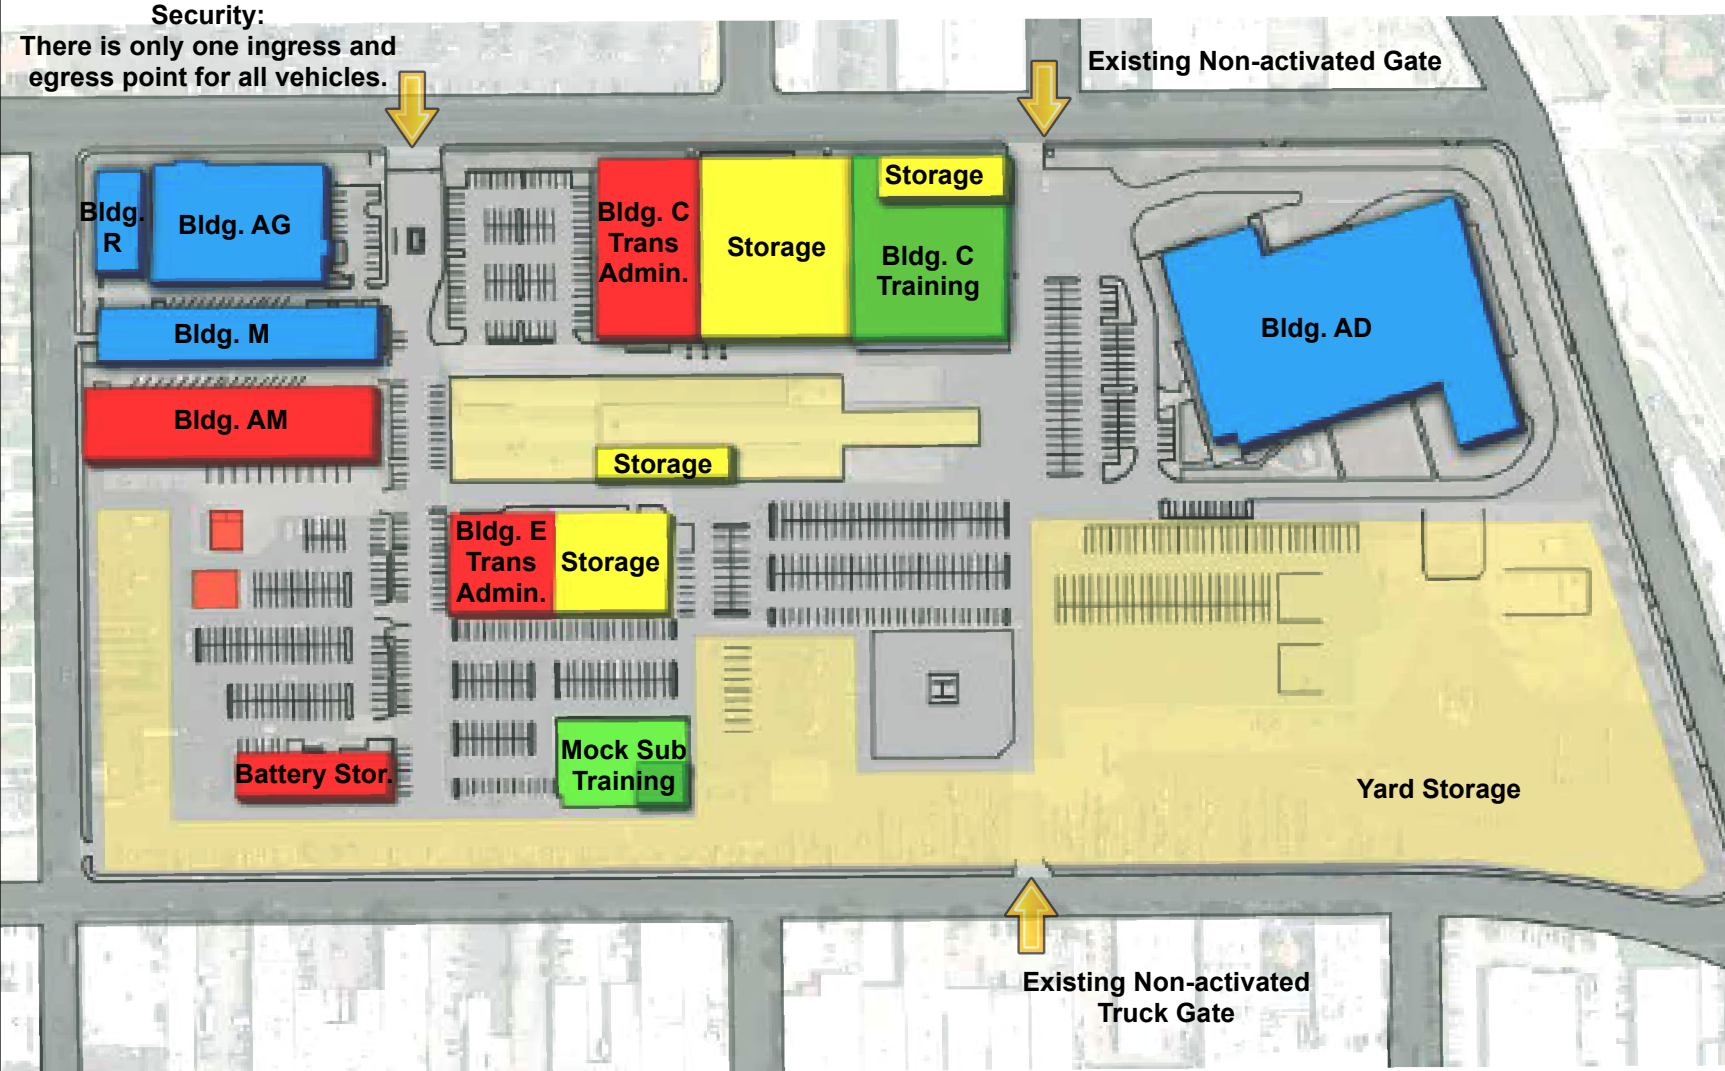 Security:
There is only one ingress and
egress point for all vehicles.
Existing Non-activated Gate
Bldg.
R
Bldg. AG
Bldg. C
Trans
Admin.
Storage
Storage
Bldg. C
Training
Bldg. M
Bldg. AD
Bldg. AM
Storage
Bldg. E
Trans
Admin.
Storage
H
Mock Sub
Training
Battery Stor.
Yard Storage
Existing Non-activated
Truck Gate